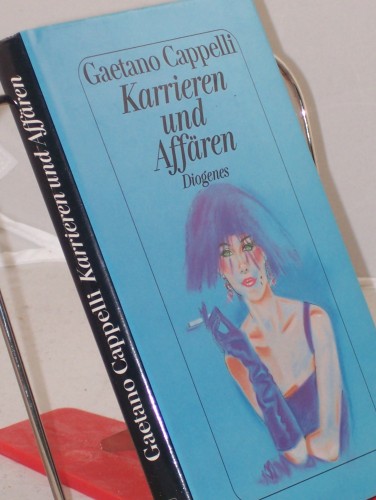 Gaetano Cappelli
Karrieren
und
Affären
Diogenes
Gaetano Cappelli Karrieren und Affären